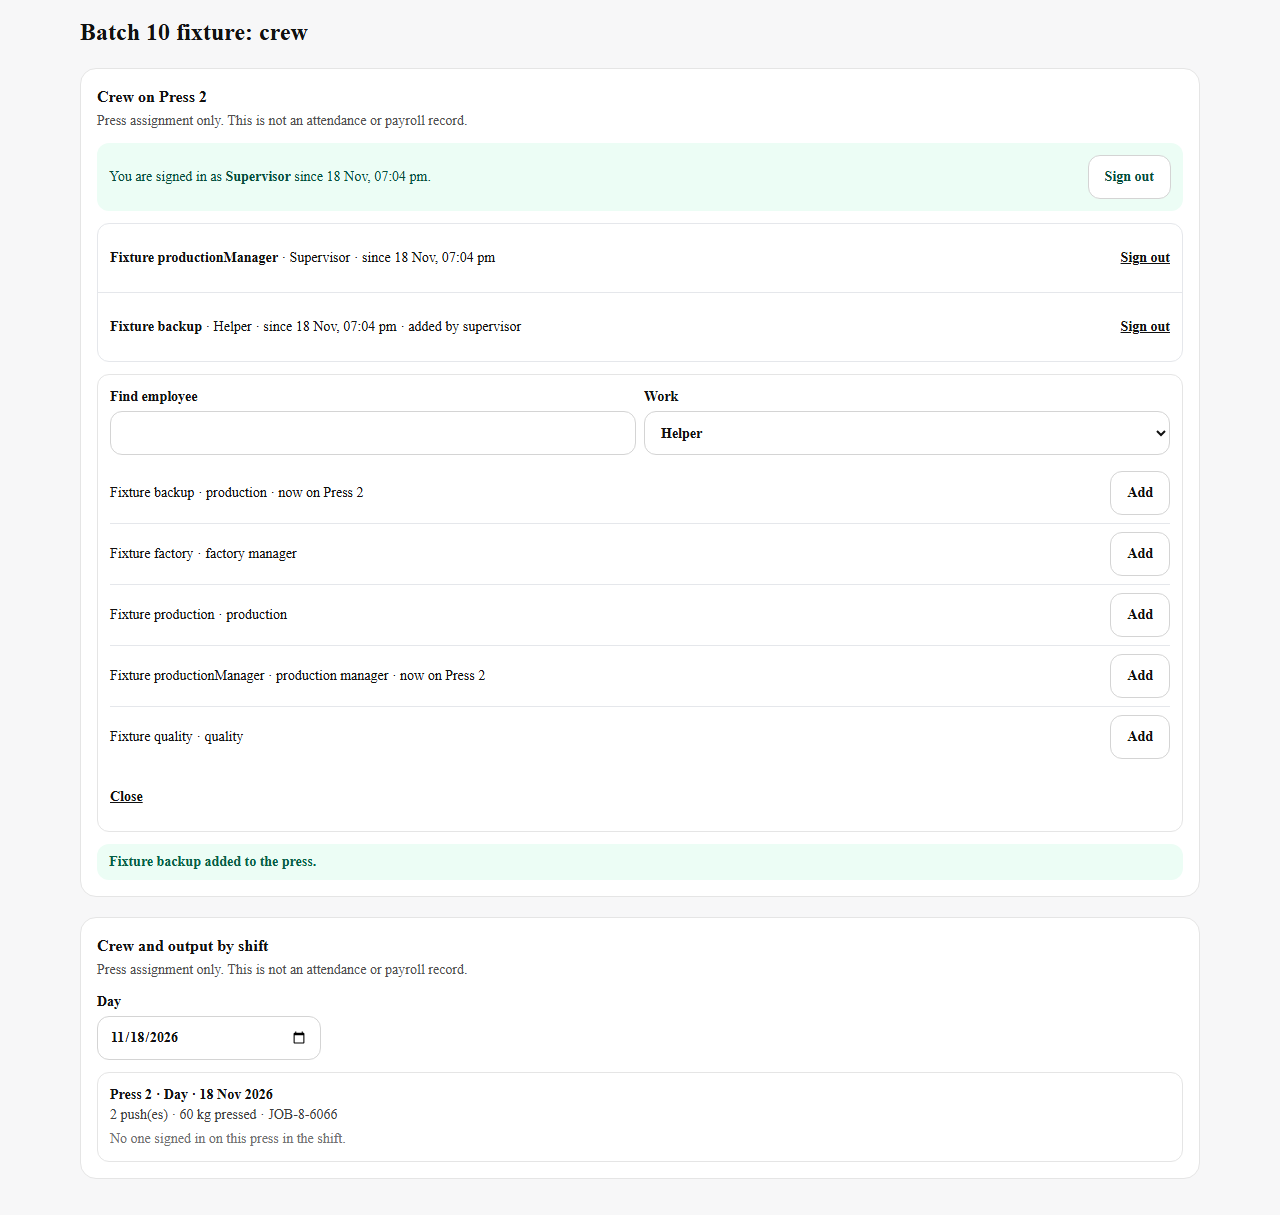 Batch 10 fixture: crew
Crew on Press 2
Press assignment only. This is not an attendance or payroll record.
You are signed in as Supervisor since 18 Nov, 07:04 pm.
Sign out
Fixture productionManager · Supervisor · since 18 Nov, 07:04 pm
Sign out
Fixture backup · Helper · since 18 Nov, 07:04 pm · added by supervisor
Sign out
Find employee
Work
Helper
Fixture backup · production · now on Press 2
Add
Fixture factory · factory manager
Add
Fixture production · production
Add
Fixture productionManager · production manager · now on Press 2
Add
Fixture quality · quality
Add
Close
Fixture backup added to the press.
Crew and output by shift
Press assignment only. This is not an attendance or payroll record.
Day
11/18/2026
Press 2 · Day · 18 Nov 2026
2 push(es) · 60 kg pressed · JOB-8-6066
No one signed in on this press in the shift.